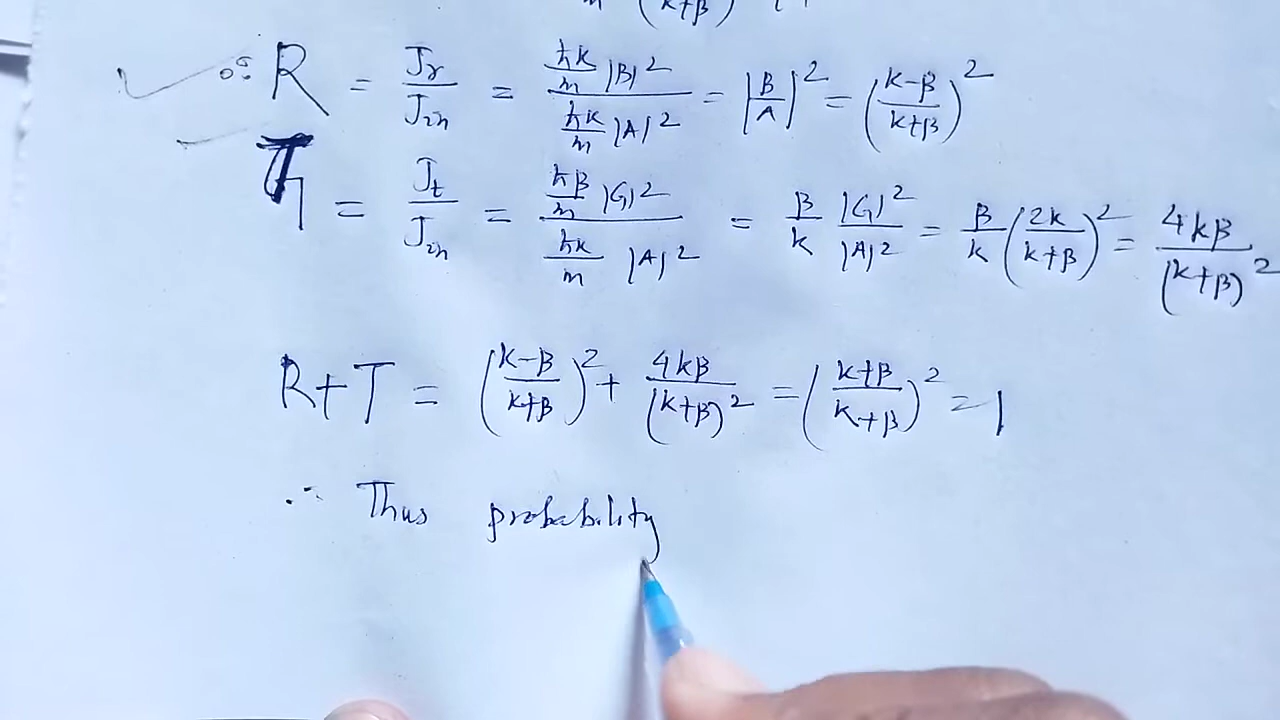 ∴ R = Jr/Jin = (ħk/m |B|²)/(ħk/m |A|²) = |B/A|² = ((k-β)/(k+β))²
T = Jt/Jin = (ħβ/m |G|²)/(ħk/m |A|²) = β/k |G|²/|A|² = β/k (2k/(k+β))² = 4kβ/(k+β)²
R+T = ((k-β)/(k+β))² + 4kβ/(k+β)² = ((k+β)/(k+β))² = 1
∴ Thus probability